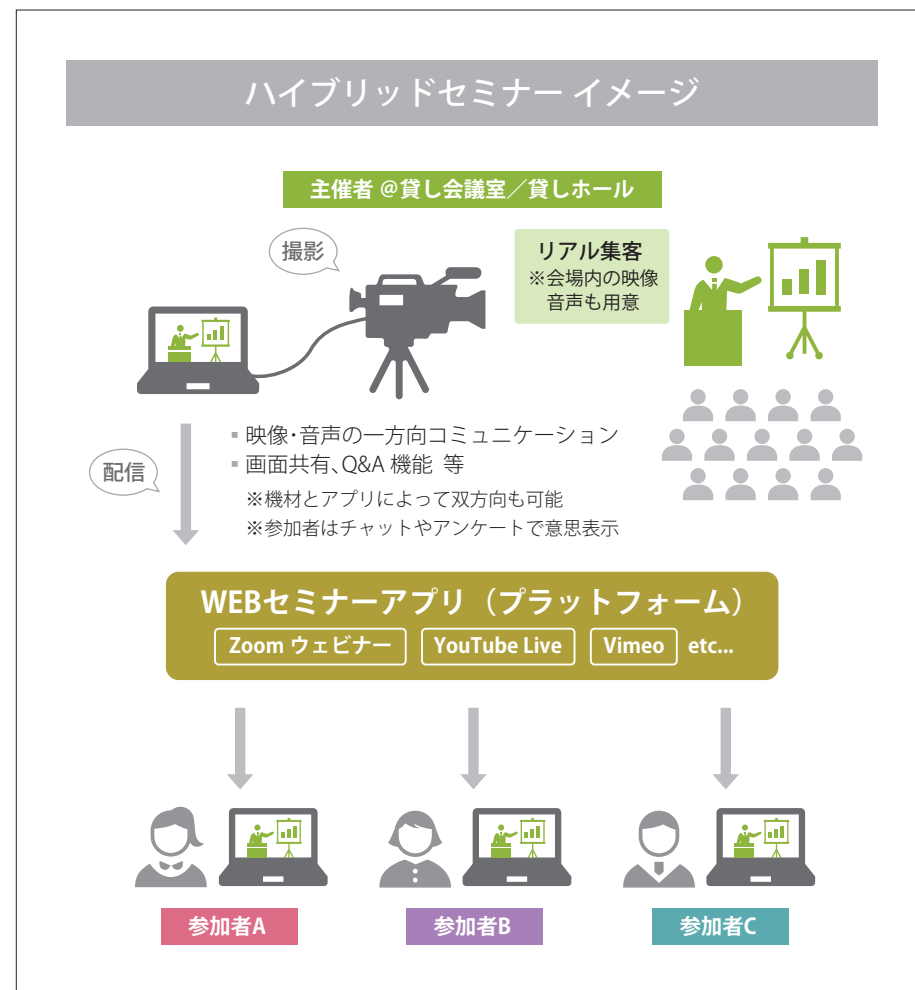 ハイブリッドセミナー イメージ
主催者 @貸し会議室／貸しホール
撮影
リアル集客
※会場内の映像
音声も用意
配信
▪ 映像・音声の一方向コミュニケーション
▪ 画面共有、Q&A 機能 等
※機材とアプリによって双方向も可能
※参加者はチャットやアンケートで意思表示
WEBセミナーアプリ（プラットフォーム）
Zoom ウェビナー YouTube Live Vimeo etc...
参加者A 参加者B 参加者C